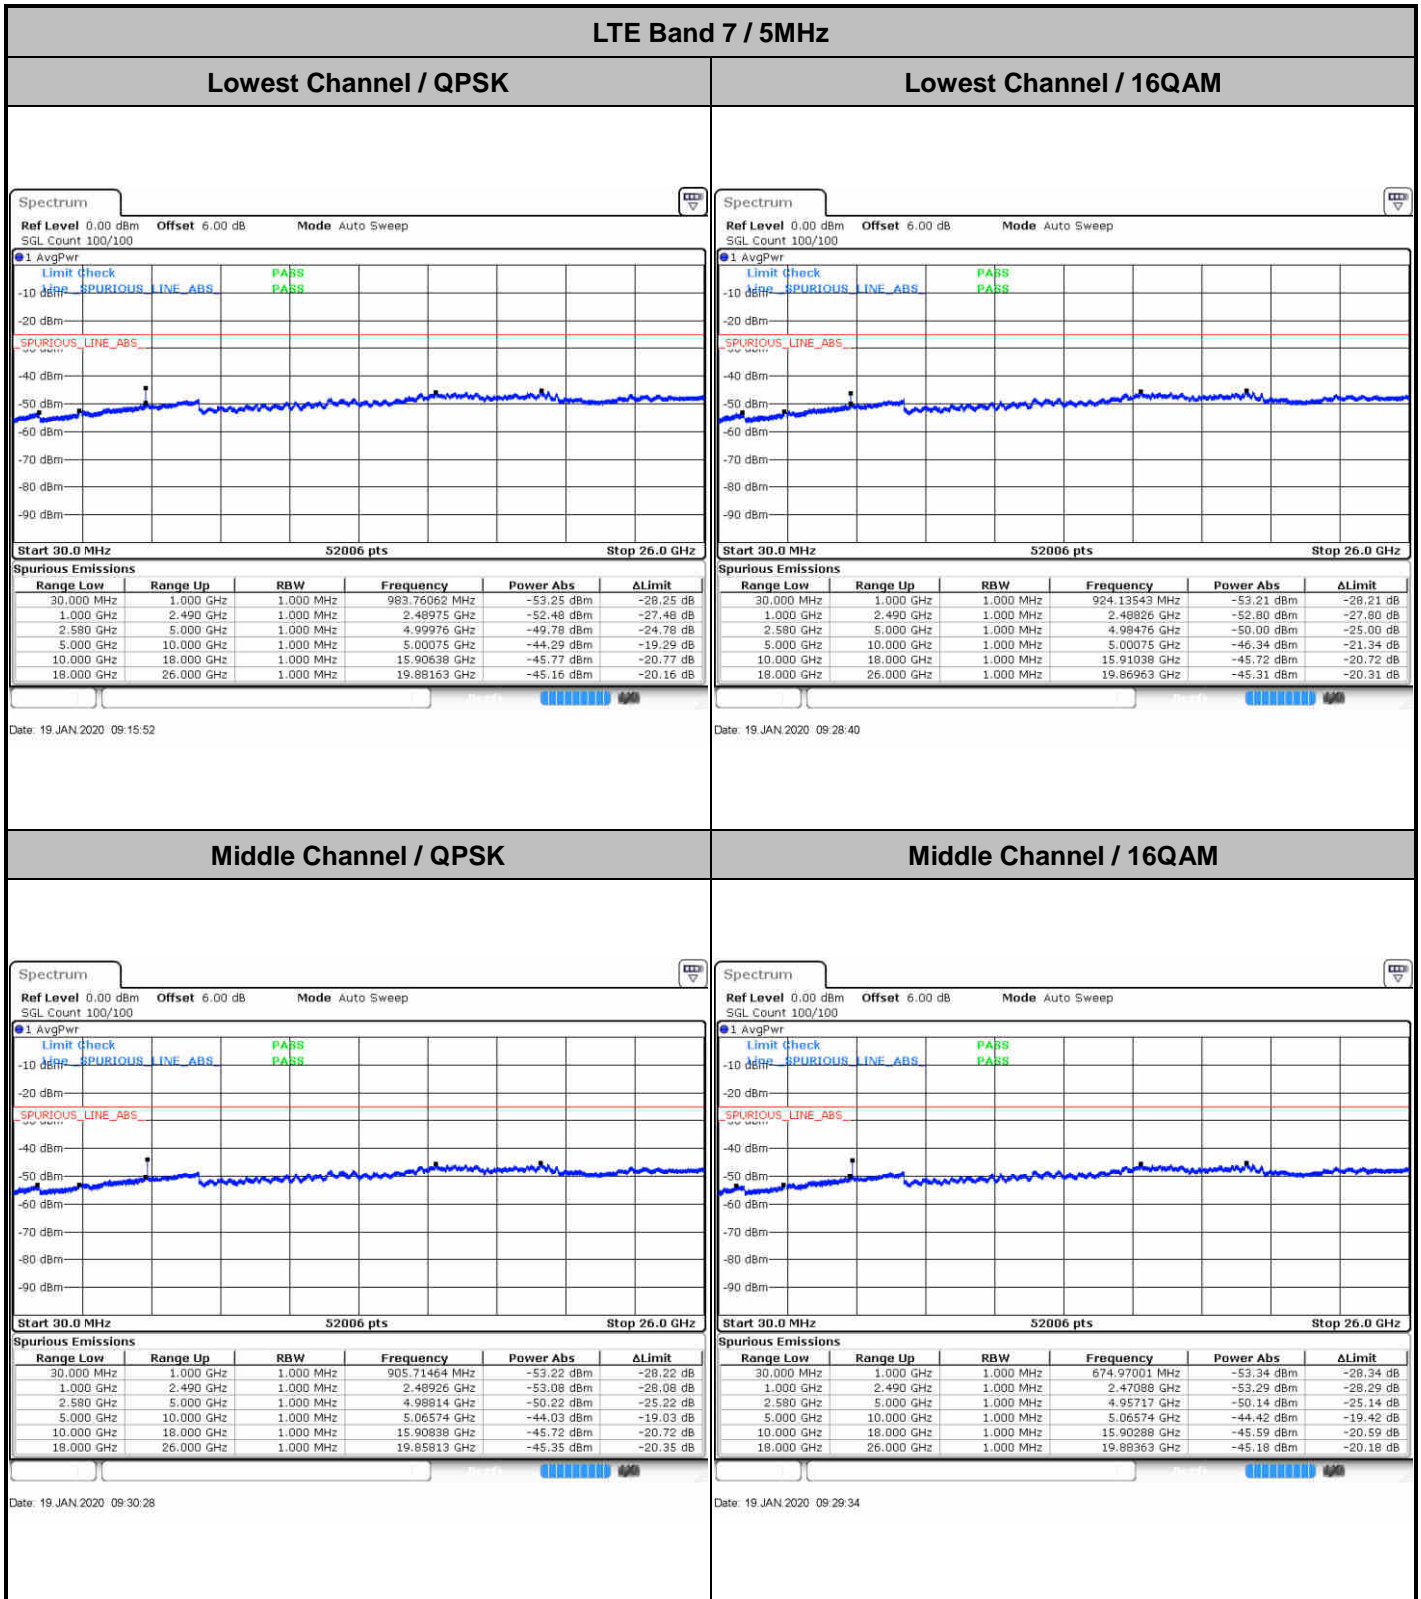 LTE Band 7 / 5MHz
Lowest Channel / QPSK
Lowest Channel / 16QAM
Spectrum
Ref Level 0.00 dBm Offset 6.00 dB Mode Auto Sweep
SGL Count 100/100
1 AvgPwr
Limit Check PASS
Line _SPURIOUS_LINE_ABS_ PASS
-10 dBm
-20 dBm
_SPURIOUS_LINE_ABS_
-30 dBm
-40 dBm
-50 dBm
-60 dBm
-70 dBm
-80 dBm
-90 dBm
Start 30.0 MHz 52006 pts Stop 26.0 GHz
Spurious Emissions
Range Low Range Up RBW Frequency Power Abs ΔLimit
30.000 MHz 1.000 GHz 1.000 MHz 983.76062 MHz -53.25 dBm -28.25 dB
1.000 GHz 2.490 GHz 1.000 MHz 2.48975 GHz -52.48 dBm -27.48 dB
2.580 GHz 5.000 GHz 1.000 MHz 4.99976 GHz -49.78 dBm -24.78 dB
5.000 GHz 10.000 GHz 1.000 MHz 5.00075 GHz -44.29 dBm -19.29 dB
10.000 GHz 18.000 GHz 1.000 MHz 15.90638 GHz -45.77 dBm -20.77 dB
18.000 GHz 26.000 GHz 1.000 MHz 19.88163 GHz -45.16 dBm -20.16 dB
Date: 19.JAN.2020 09:15:52
Spectrum
Ref Level 0.00 dBm Offset 6.00 dB Mode Auto Sweep
SGL Count 100/100
1 AvgPwr
Limit Check PASS
Line _SPURIOUS_LINE_ABS_ PASS
-10 dBm
-20 dBm
_SPURIOUS_LINE_ABS_
-30 dBm
-40 dBm
-50 dBm
-60 dBm
-70 dBm
-80 dBm
-90 dBm
Start 30.0 MHz 52006 pts Stop 26.0 GHz
Spurious Emissions
Range Low Range Up RBW Frequency Power Abs ΔLimit
30.000 MHz 1.000 GHz 1.000 MHz 924.13543 MHz -53.21 dBm -28.21 dB
1.000 GHz 2.490 GHz 1.000 MHz 2.48826 GHz -52.80 dBm -27.80 dB
2.580 GHz 5.000 GHz 1.000 MHz 4.98476 GHz -50.00 dBm -25.00 dB
5.000 GHz 10.000 GHz 1.000 MHz 5.00075 GHz -46.34 dBm -21.34 dB
10.000 GHz 18.000 GHz 1.000 MHz 15.91038 GHz -45.72 dBm -20.72 dB
18.000 GHz 26.000 GHz 1.000 MHz 19.86963 GHz -45.31 dBm -20.31 dB
Date: 19.JAN.2020 09:28:40
Middle Channel / QPSK
Middle Channel / 16QAM
Spectrum
Ref Level 0.00 dBm Offset 6.00 dB Mode Auto Sweep
SGL Count 100/100
1 AvgPwr
Limit Check PASS
Line _SPURIOUS_LINE_ABS_ PASS
-10 dBm
-20 dBm
_SPURIOUS_LINE_ABS_
-30 dBm
-40 dBm
-50 dBm
-60 dBm
-70 dBm
-80 dBm
-90 dBm
Start 30.0 MHz 52006 pts Stop 26.0 GHz
Spurious Emissions
Range Low Range Up RBW Frequency Power Abs ΔLimit
30.000 MHz 1.000 GHz 1.000 MHz 905.71464 MHz -53.22 dBm -28.22 dB
1.000 GHz 2.490 GHz 1.000 MHz 2.48926 GHz -53.08 dBm -28.08 dB
2.580 GHz 5.000 GHz 1.000 MHz 4.98814 GHz -50.22 dBm -25.22 dB
5.000 GHz 10.000 GHz 1.000 MHz 5.06574 GHz -44.03 dBm -19.03 dB
10.000 GHz 18.000 GHz 1.000 MHz 15.90838 GHz -45.72 dBm -20.72 dB
18.000 GHz 26.000 GHz 1.000 MHz 19.85813 GHz -45.35 dBm -20.35 dB
Date: 19.JAN.2020 09:30:28
Spectrum
Ref Level 0.00 dBm Offset 6.00 dB Mode Auto Sweep
SGL Count 100/100
1 AvgPwr
Limit Check PASS
Line _SPURIOUS_LINE_ABS_ PASS
-10 dBm
-20 dBm
_SPURIOUS_LINE_ABS_
-30 dBm
-40 dBm
-50 dBm
-60 dBm
-70 dBm
-80 dBm
-90 dBm
Start 30.0 MHz 52006 pts Stop 26.0 GHz
Spurious Emissions
Range Low Range Up RBW Frequency Power Abs ΔLimit
30.000 MHz 1.000 GHz 1.000 MHz 674.97001 MHz -53.34 dBm -28.34 dB
1.000 GHz 2.490 GHz 1.000 MHz 2.47088 GHz -53.29 dBm -28.29 dB
2.580 GHz 5.000 GHz 1.000 MHz 4.95717 GHz -50.14 dBm -25.14 dB
5.000 GHz 10.000 GHz 1.000 MHz 5.06574 GHz -44.42 dBm -19.42 dB
10.000 GHz 18.000 GHz 1.000 MHz 15.90288 GHz -45.59 dBm -20.59 dB
18.000 GHz 26.000 GHz 1.000 MHz 19.88363 GHz -45.18 dBm -20.18 dB
Date: 19.JAN.2020 09:29:34